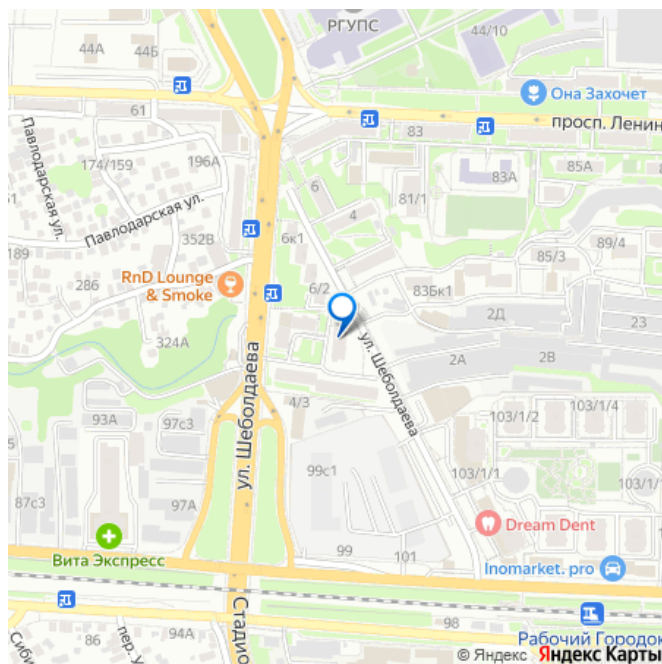 РГУПС
44А
44Б
44/10
Она Захочет
просп. Ленин
61
83
Павлодарская ул.
174/159
196А
83А
85А
6
81/1
4
Павлодарская ул.
189
352В
6к1
85/3
89/4
286
RnD Lounge
& Smoke
6/2
83Бк1
2Д
23
324А
ул. Шеболдаева
2А
2В
ул. Шеболдаева
93А
97с3
4/3
103/1/2
103/1/4
99с1
103/1/1
87с3
97А
Dream Dent
Вита Экспресс
99
101
Inomarket. pro
Стадио
98
Рабочий Городок
Сиби
86
пер. У
94А
© Яндекс Яндекс Карты